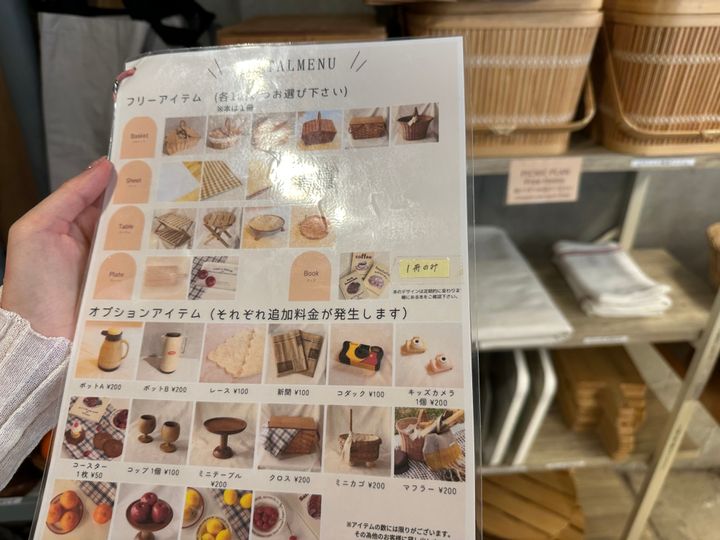 TALMENU
フリーアイテム (各1つお選び下さい)
※本は1冊
Basket
Sheet
Table
Plate
Book
1冊のみ
オプションアイテム (それぞれ追加料金が発生します)
ポットA ¥200
ポットB ¥200
レース ¥100
新聞 ¥100
コダック ¥100
キッズカメラ
1個 ¥200
コースター
1枚 ¥50
コップ 1個 ¥100
ミニテーブル
¥200
クロス ¥200
ミニカゴ ¥200
マフラー ¥200
※アイテムの数には限りがございます。
PICNIC PLAN